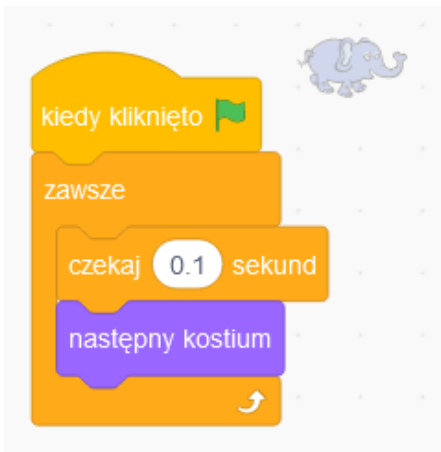 kiedy kliknięto
zawsze
czekaj 0.1 sekund
następny kostium